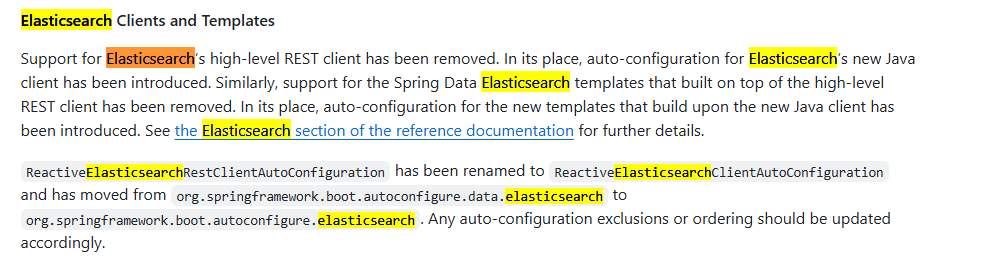 Elasticsearch Clients and Templates
Support for Elasticsearch's high-level REST client has been removed. In its place, auto-configuration for Elasticsearch's new Java
client has been introduced. Similarly, support for the Spring Data Elasticsearch templates that built on top of the high-level
REST client has been removed. In its place, auto-configuration for the new templates that build upon the new Java client has
been introduced. See the Elasticsearch section of the reference documentation for further details.
ReactiveElasticsearchRestClientAutoConfiguration has been renamed to ReactiveElasticsearchClientAutoConfiguration
and has moved from org.springframework.boot.autoconfigure.data.elasticsearch to
org.springframework.boot.autoconfigure.elasticsearch . Any auto-configuration exclusions or ordering should be updated
accordingly.